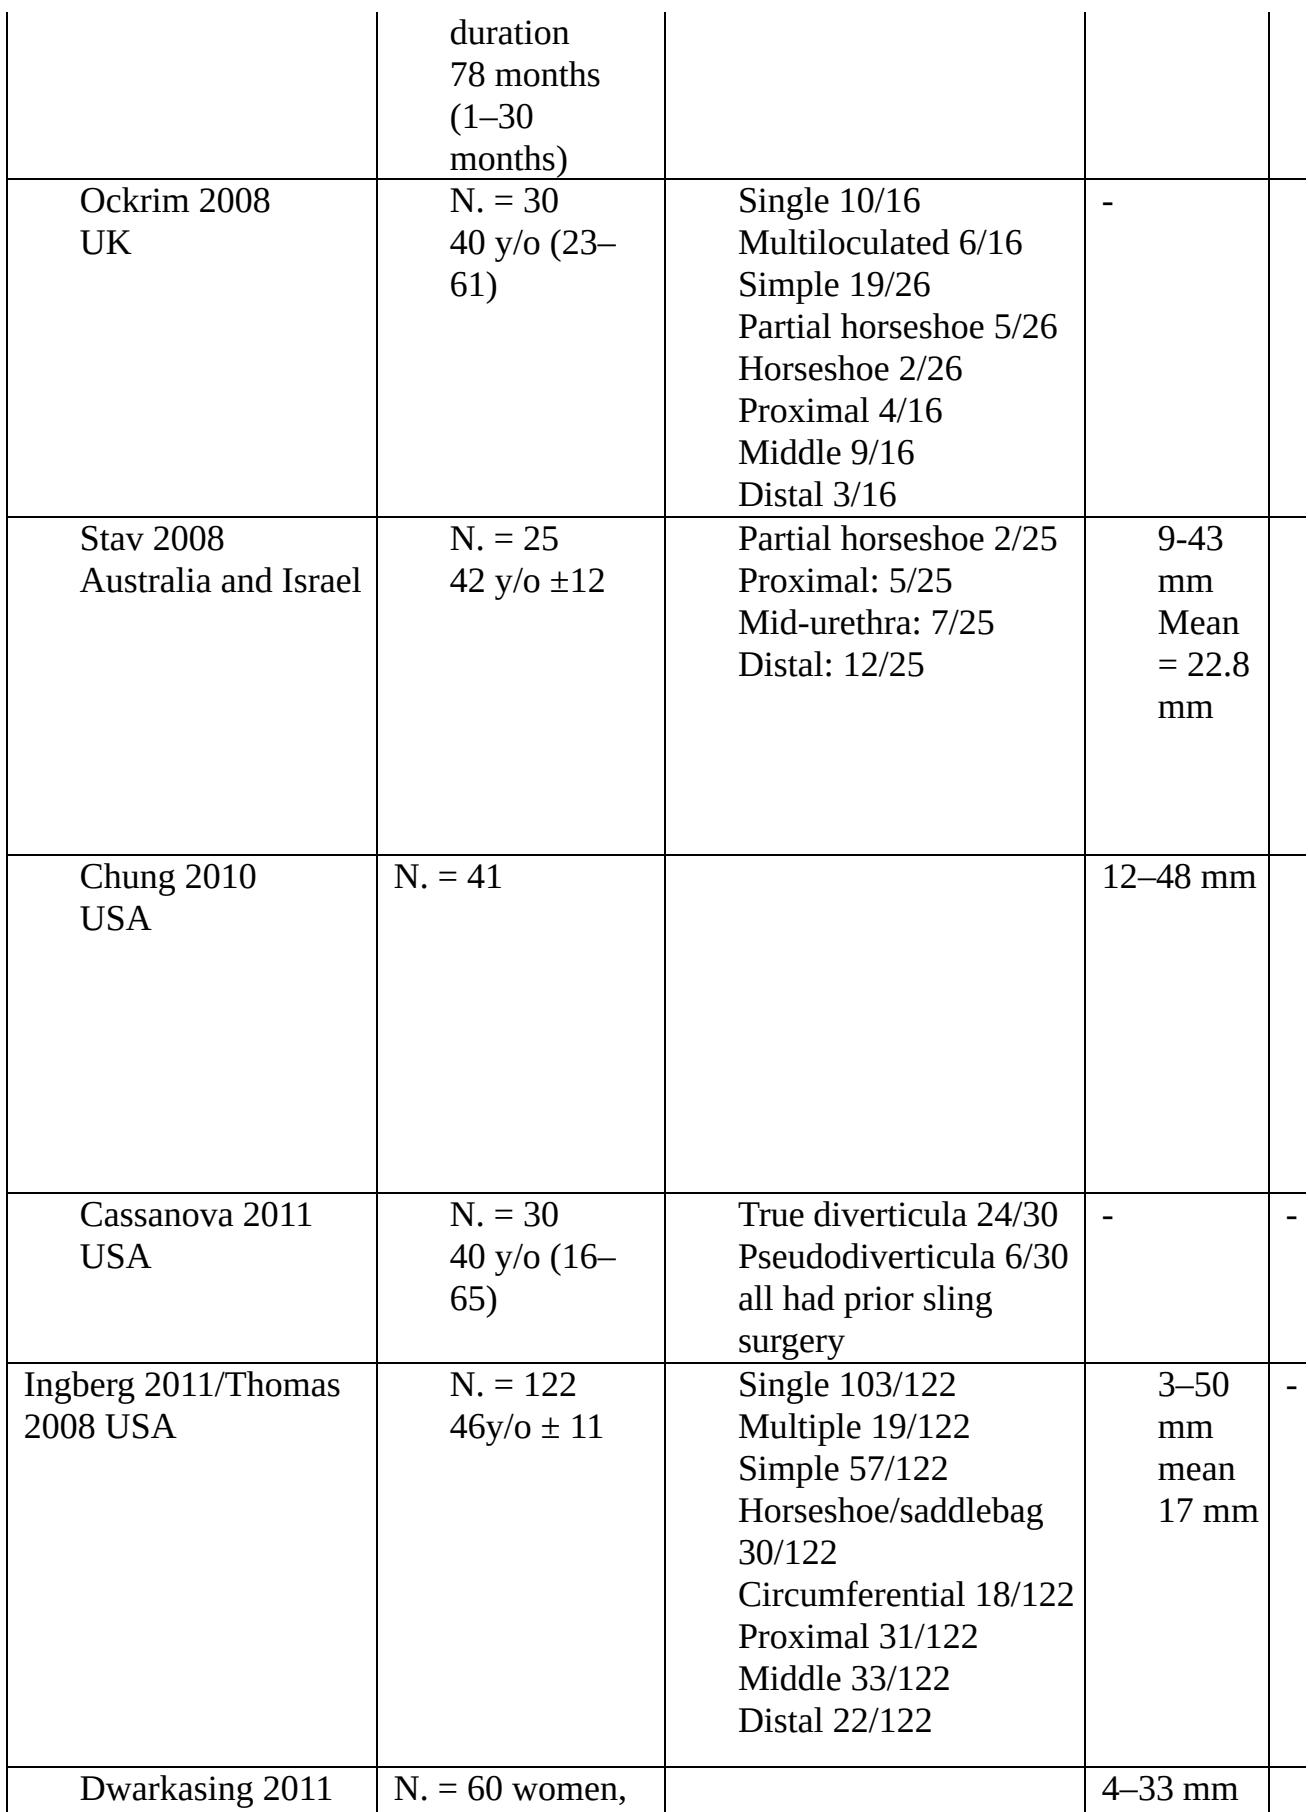 duration
78 months
(1–30
months)
Ockrim 2008
UK
N. = 30
40 y/o (23–
61)
Single 10/16
Multiloculated 6/16
Simple 19/26
Partial horseshoe 5/26
Horseshoe 2/26
Proximal 4/16
Middle 9/16
Distal 3/16
-
Stav 2008
Australia and Israel
N. = 25
42 y/o ±12
Partial horseshoe 2/25
Proximal: 5/25
Mid-urethra: 7/25
Distal: 12/25
9-43
mm
Mean
= 22.8
mm
Chung 2010
USA
N. = 41
12–48 mm
Cassanova 2011
USA
N. = 30
40 y/o (16–
65)
True diverticula 24/30
Pseudodiverticula 6/30
all had prior sling
surgery
-
-
Ingberg 2011/Thomas
2008 USA
N. = 122
46y/o ± 11
Single 103/122
Multiple 19/122
Simple 57/122
Horseshoe/saddlebag
30/122
Circumferential 18/122
Proximal 31/122
Middle 33/122
Distal 22/122
3–50
mm
mean
17 mm
-
Dwarkasing 2011
N. = 60 women,
4–33 mm